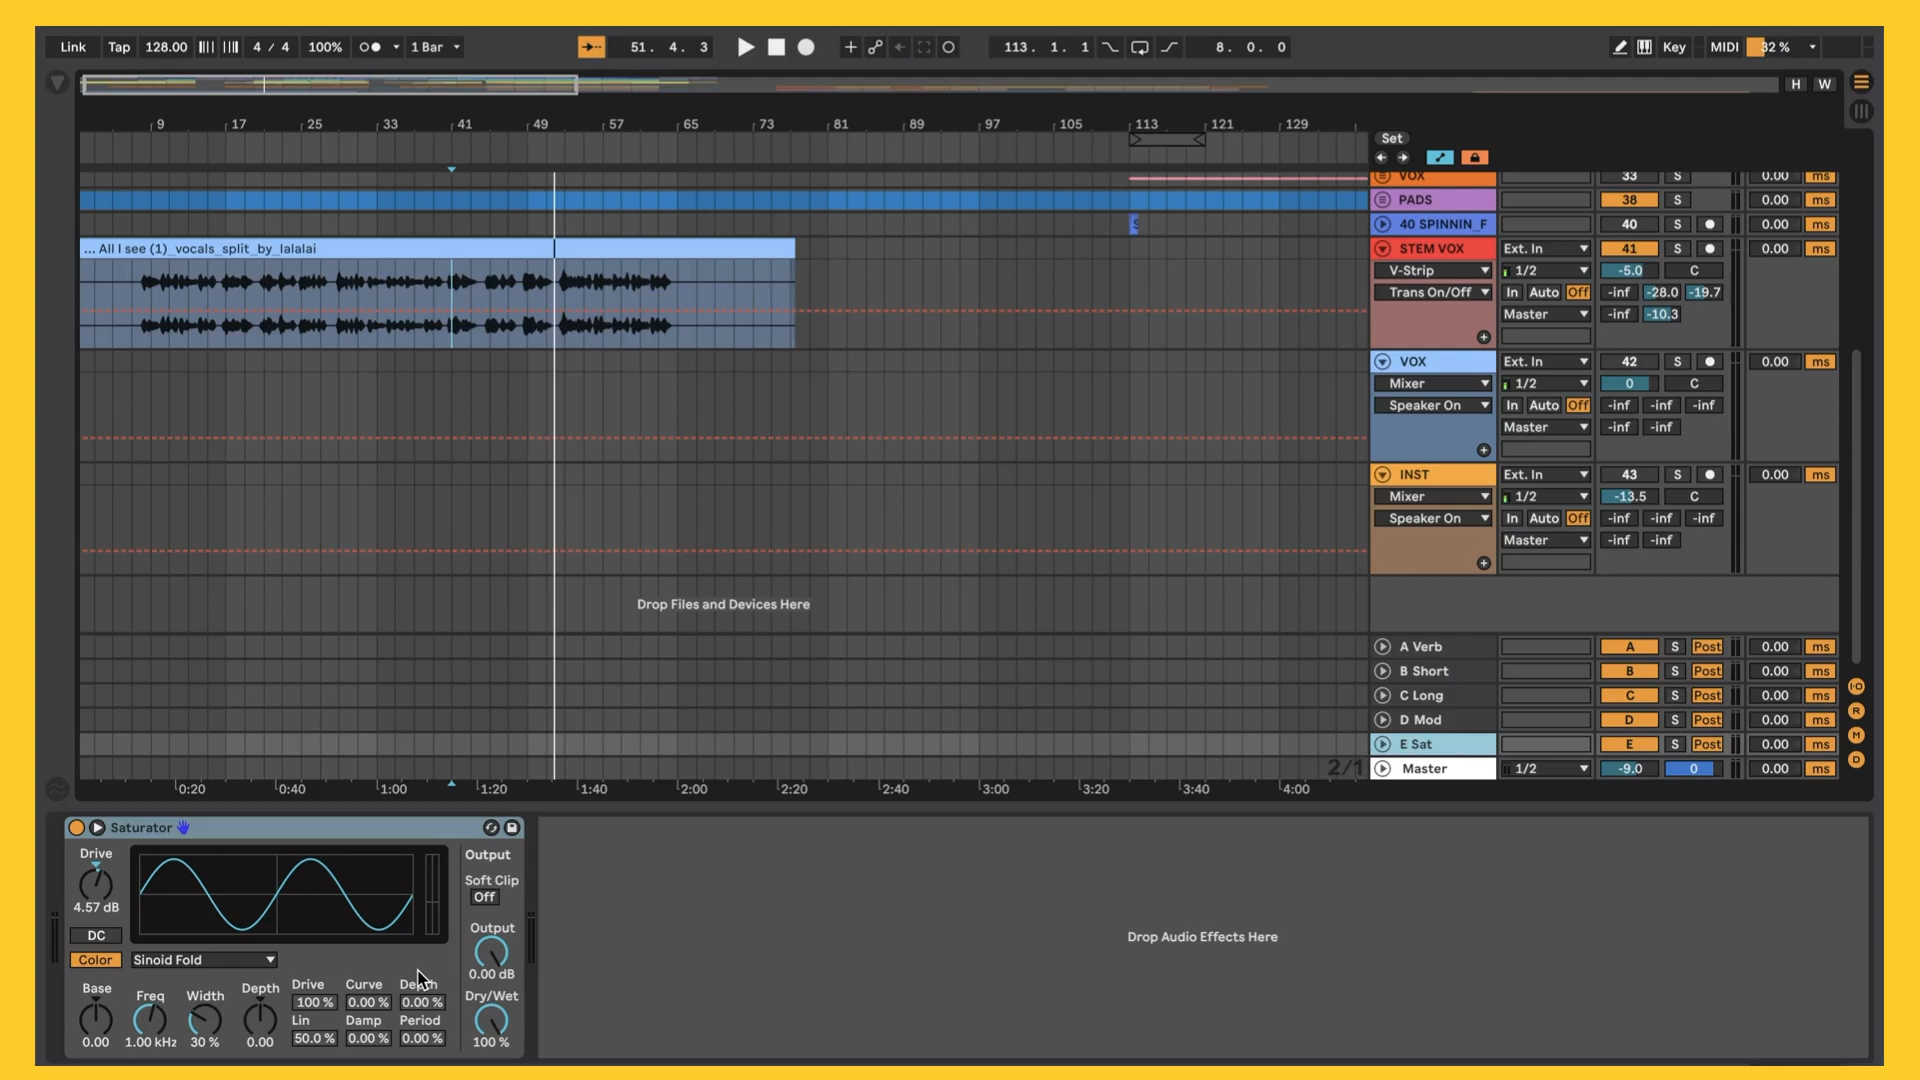 Link Tap 128.00 4 / 4 100% 1 Bar 51. 4. 3 113. 1. 1 8. 0. 0 Key MIDI 32 %
H W
9 17 25 33 41 49 57 65 73 81 89 97 105 113 121 129
Set
VOX 33 S 0.00 ms
PADS 38 S 0.00 ms
40 SPINNIN_F 40 S 0.00 ms
... All I see (1)_vocals_split_by_lalalai STEM VOX Ext. In 41 S 0.00 ms
V-Strip 1/2 -5.0 C
Trans On/Off In Auto Off -inf -28.0 -19.7
Master -inf -10.3
VOX Ext. In 42 S 0.00 ms
Mixer 1/2 0 C
Speaker On In Auto Off -inf -inf -inf
Master -inf -inf
INST Ext. In 43 S 0.00 ms
Mixer 1/2 -13.5 C
Speaker On In Auto Off -inf -inf -inf
Master -inf -inf
Drop Files and Devices Here
A Verb A S Post 0.00 ms
B Short B S Post 0.00 ms
C Long C S Post 0.00 ms
D Mod D S Post 0.00 ms
E Sat E S Post 0.00 ms
2/1 Master 1/2 -9.0 0 0.00 ms
0:20 0:40 1:00 1:20 1:40 2:00 2:20 2:40 3:00 3:20 3:40 4:00
I·O
R
M
D
Saturator
Drive Output
Soft Clip
Off
4.57 dB
Output
DC
Color Sinoid Fold
0.00 dB
Base Freq Width Depth Drive Curve Dry/Wet
100 % 0.00 % 0.00 %
Lin Damp Period
0.00 1.00 kHz 30 % 0.00 50.0 % 0.00 % 0.00 % 100 %
Drop Audio Effects Here